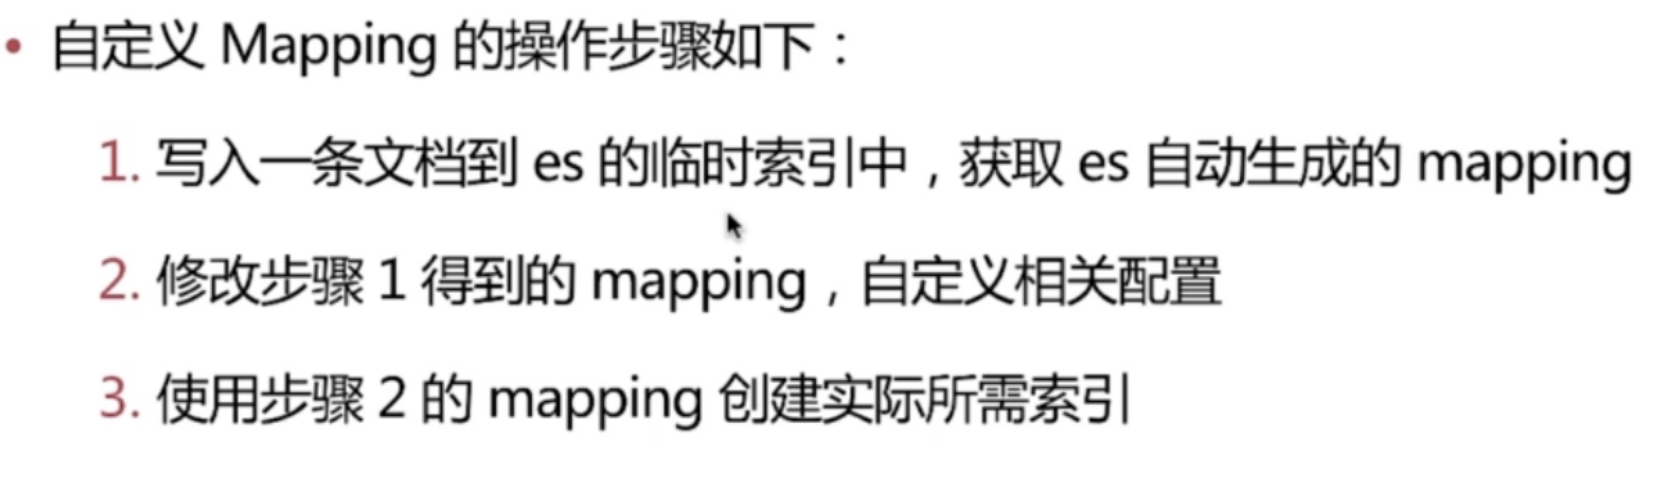 • 自定义 Mapping 的操作步骤如下：
1. 写入一条文档到 es 的临时索引中，获取 es 自动生成的 mapping
2. 修改步骤 1 得到的 mapping，自定义相关配置
3. 使用步骤 2 的 mapping 创建实际所需索引